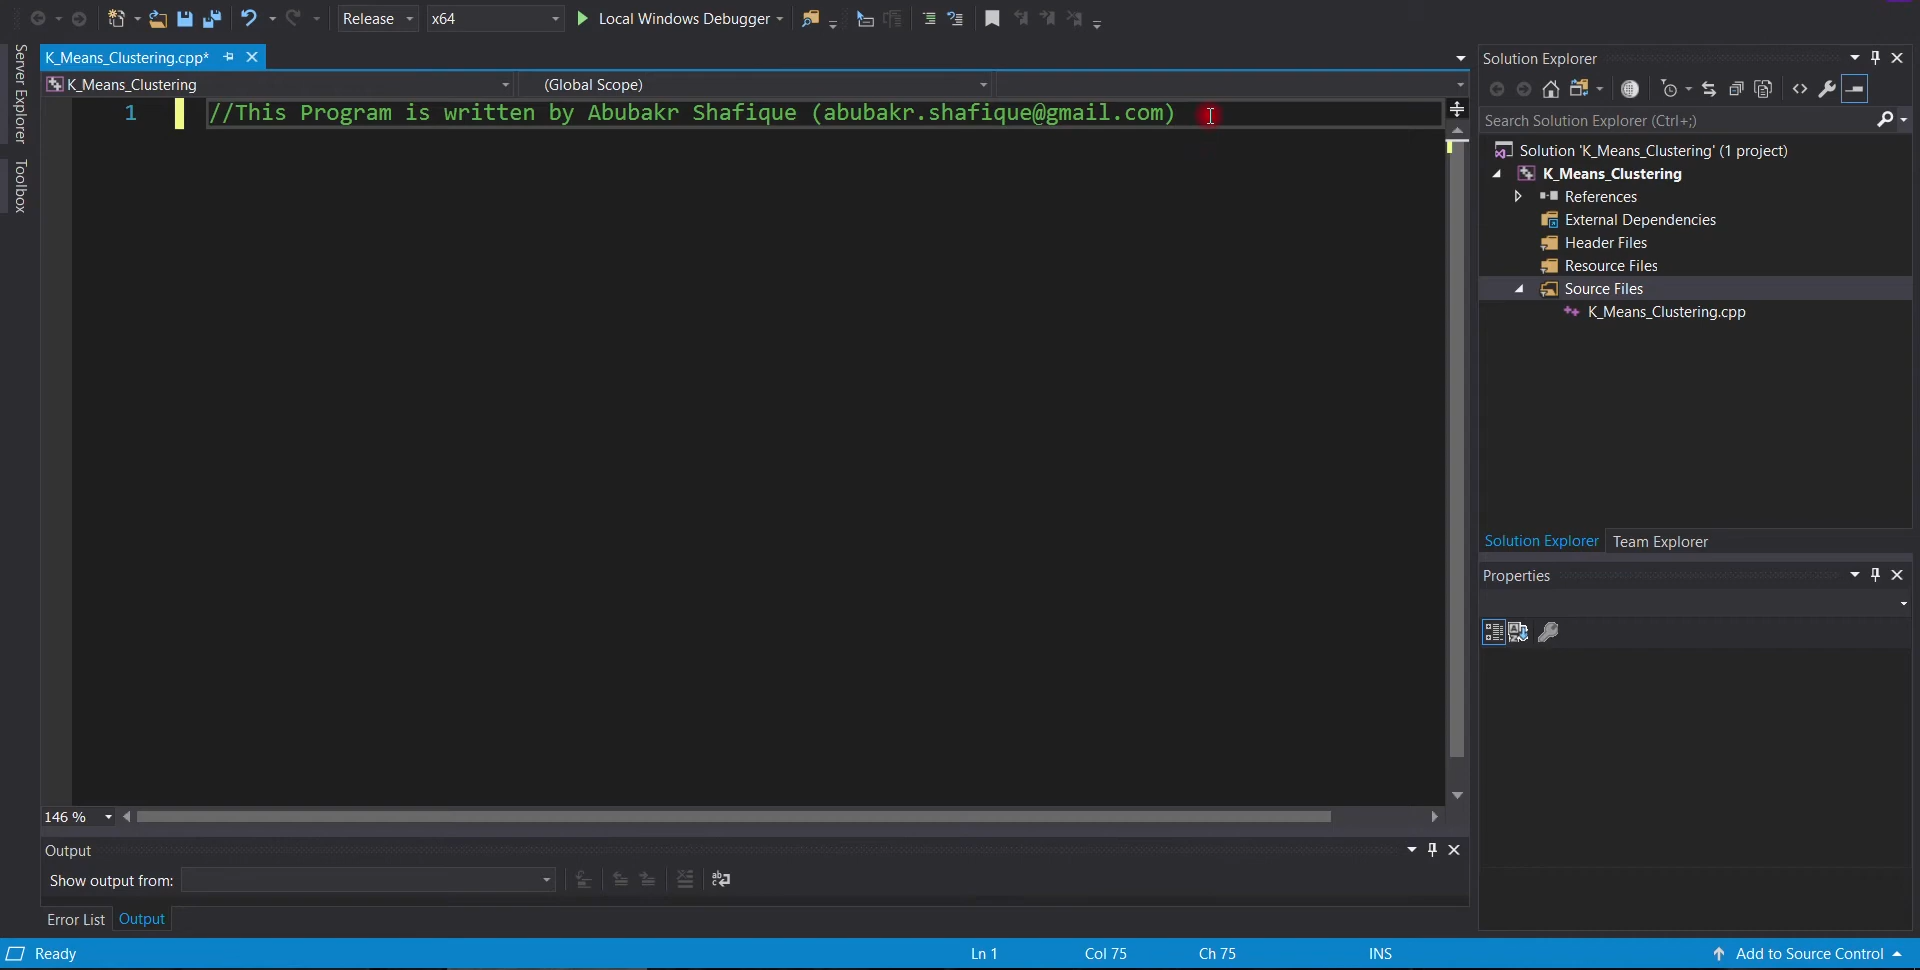 Release
x64
Local Windows Debugger
Server Explorer
Toolbox
K_Means_Clustering.cpp*
K_Means_Clustering
(Global Scope)
1
//This Program is written by Abubakr Shafique (abubakr.shafique@gmail.com)
146 %
Output
Show output from:
Error List
Output
Solution Explorer
Search Solution Explorer (Ctrl+;)
Solution 'K_Means_Clustering' (1 project)
K_Means_Clustering
References
External Dependencies
Header Files
Resource Files
Source Files
K_Means_Clustering.cpp
Solution Explorer
Team Explorer
Properties
Ready
Ln 1
Col 75
Ch 75
INS
Add to Source Control